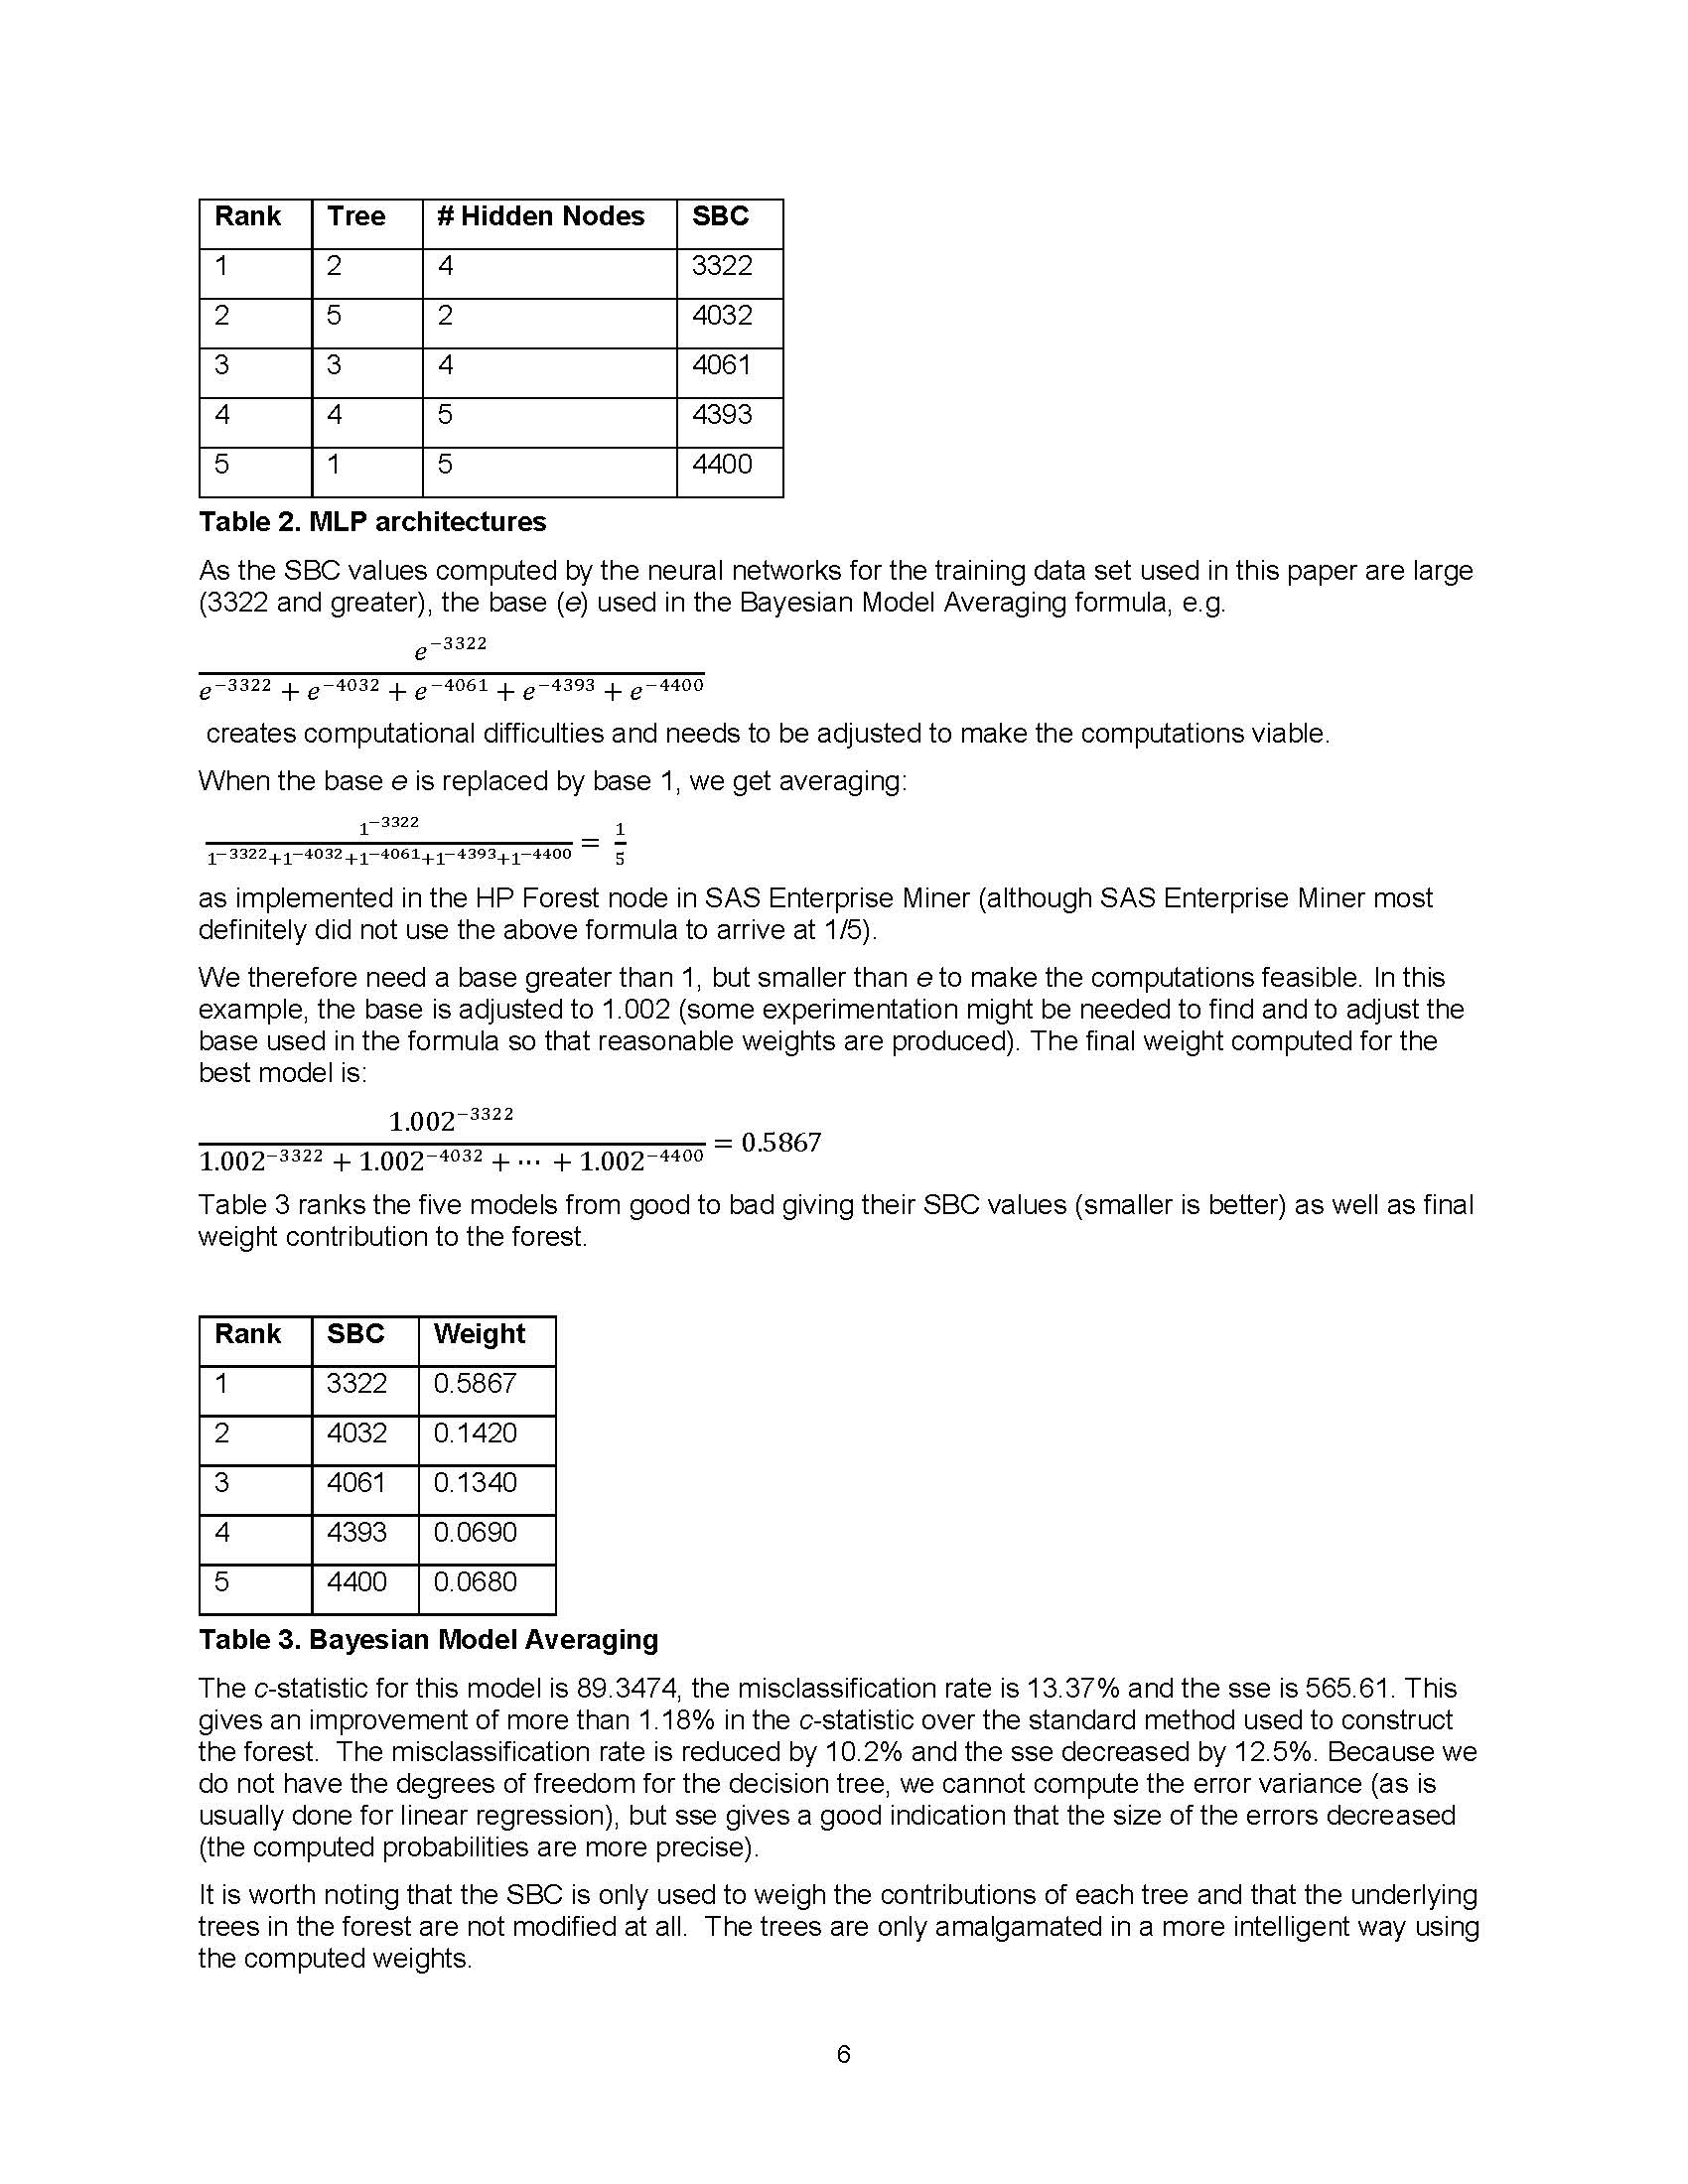 Rank Tree # Hidden Nodes SBC
1 2 4 3322
2 5 2 4032
3 3 4 4061
4 4 5 4393
5 1 5 4400
Table 2. MLP architectures
As the SBC values computed by the neural networks for the training data set used in this paper are large
(3322 and greater), the base (e) used in the Bayesian Model Averaging formula, e.g.
e^−3322
e^−3322 + e^−4032 + e^−4061 + e^−4393 + e^−4400
creates computational difficulties and needs to be adjusted to make the computations viable.
When the base e is replaced by base 1, we get averaging:
1^−3322
1^−3322+1^−4032+1^−4061+1^−4393+1^−4400 = 1/5
as implemented in the HP Forest node in SAS Enterprise Miner (although SAS Enterprise Miner most
definitely did not use the above formula to arrive at 1/5).
We therefore need a base greater than 1, but smaller than e to make the computations feasible. In this
example, the base is adjusted to 1.002 (some experimentation might be needed to find and to adjust the
base used in the formula so that reasonable weights are produced). The final weight computed for the
best model is:
1.002^−3322
1.002^−3322 + 1.002^−4032 + ⋯ + 1.002^−4400 = 0.5867
Table 3 ranks the five models from good to bad giving their SBC values (smaller is better) as well as final
weight contribution to the forest.
Rank SBC Weight
1 3322 0.5867
2 4032 0.1420
3 4061 0.1340
4 4393 0.0690
5 4400 0.0680
Table 3. Bayesian Model Averaging
The c-statistic for this model is 89.3474, the misclassification rate is 13.37% and the sse is 565.61. This
gives an improvement of more than 1.18% in the c-statistic over the standard method used to construct
the forest. The misclassification rate is reduced by 10.2% and the sse decreased by 12.5%. Because we
do not have the degrees of freedom for the decision tree, we cannot compute the error variance (as is
usually done for linear regression), but sse gives a good indication that the size of the errors decreased
(the computed probabilities are more precise).
It is worth noting that the SBC is only used to weigh the contributions of each tree and that the underlying
trees in the forest are not modified at all. The trees are only amalgamated in a more intelligent way using
the computed weights.
6